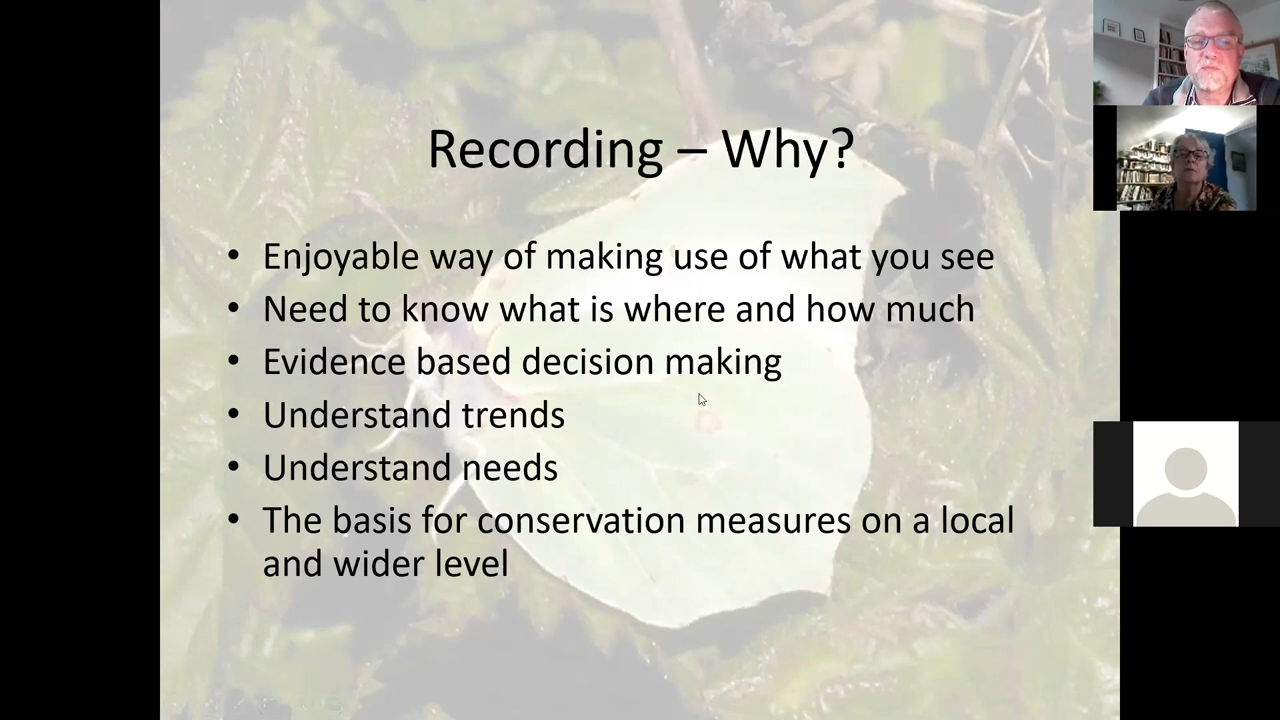 Recording – Why?
• Enjoyable way of making use of what you see
• Need to know what is where and how much
• Evidence based decision making
• Understand trends
• Understand needs
• The basis for conservation measures on a local
and wider level